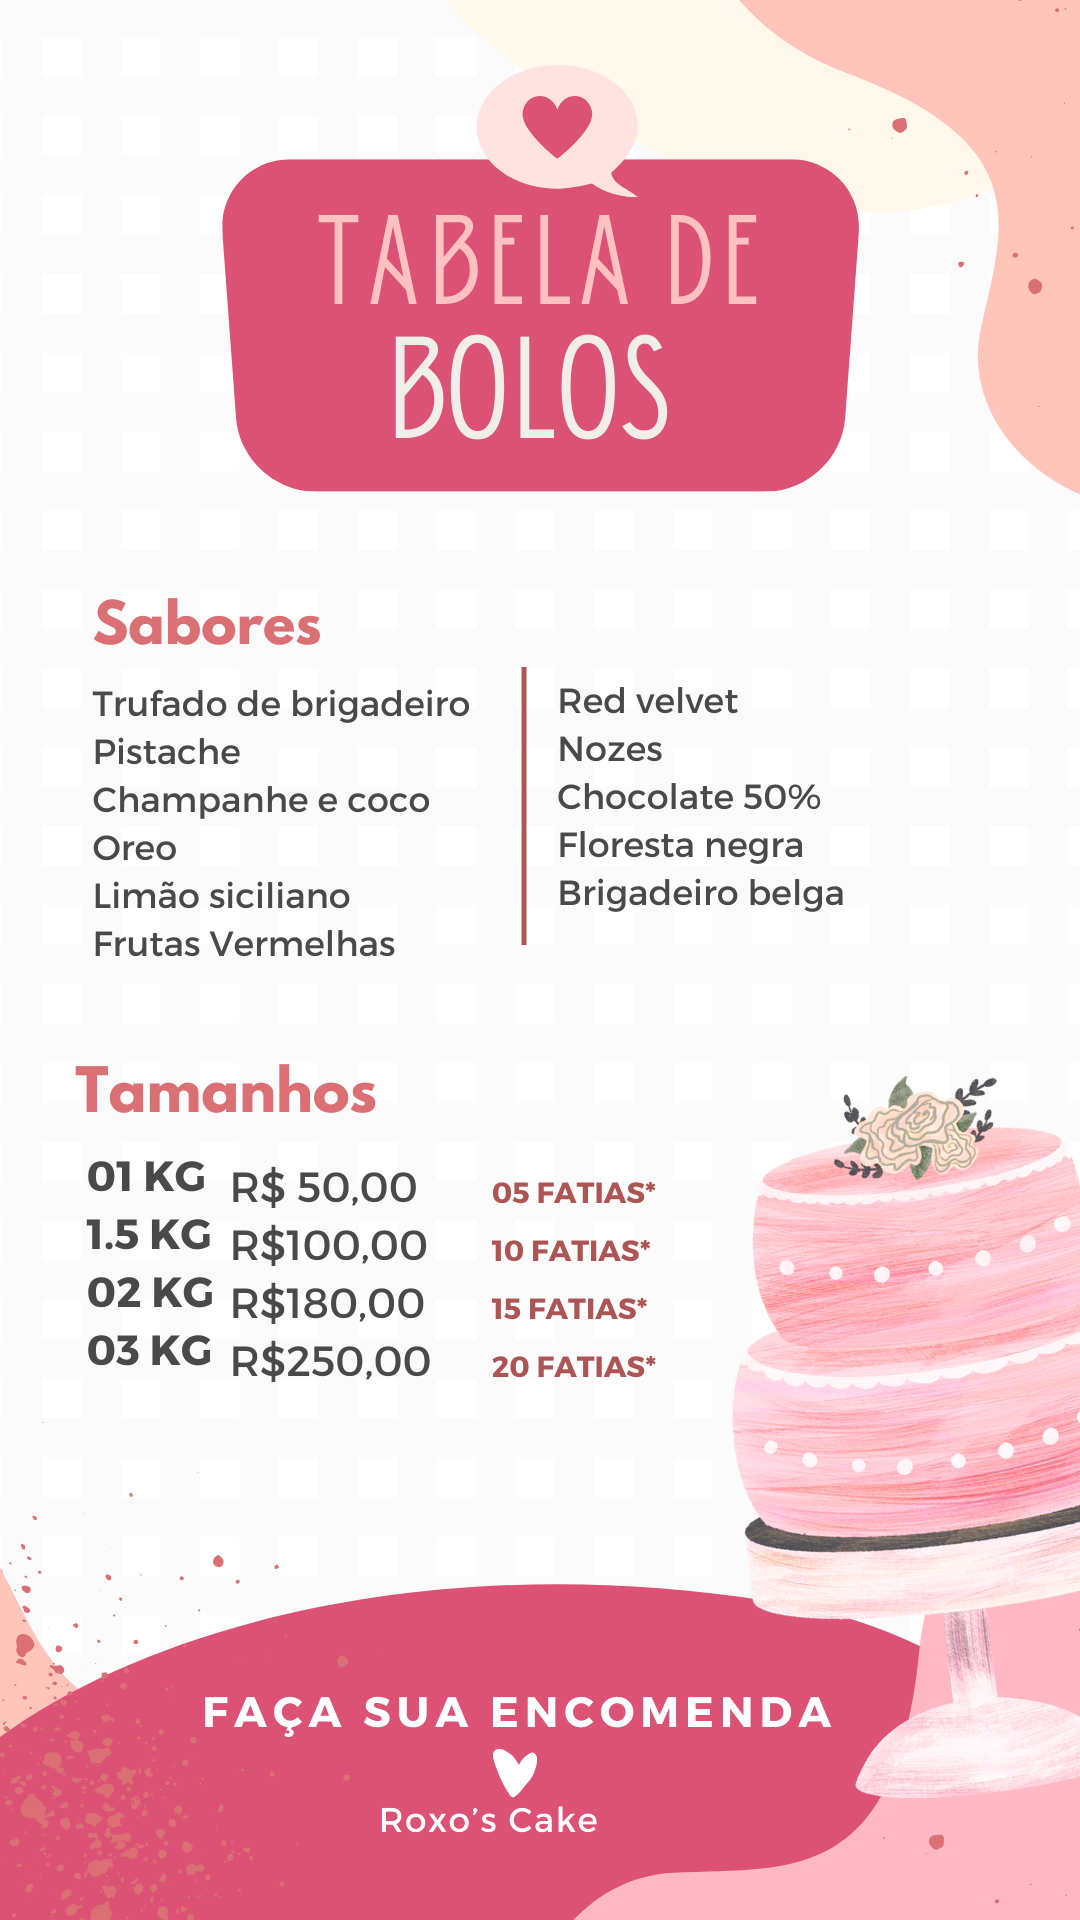 TABELA DE
BOLOS
Sabores
Trufado de brigadeiro
Pistache
Champanhe e coco
Oreo
Limão siciliano
Frutas Vermelhas
Red velvet
Nozes
Chocolate 50%
Floresta negra
Brigadeiro belga
Tamanhos
01 KG R$ 50,00 05 FATIAS*
1.5 KG R$100,00 10 FATIAS*
02 KG R$180,00 15 FATIAS*
03 KG R$250,00 20 FATIAS*
FAÇA SUA ENCOMENDA
Roxo’s Cake